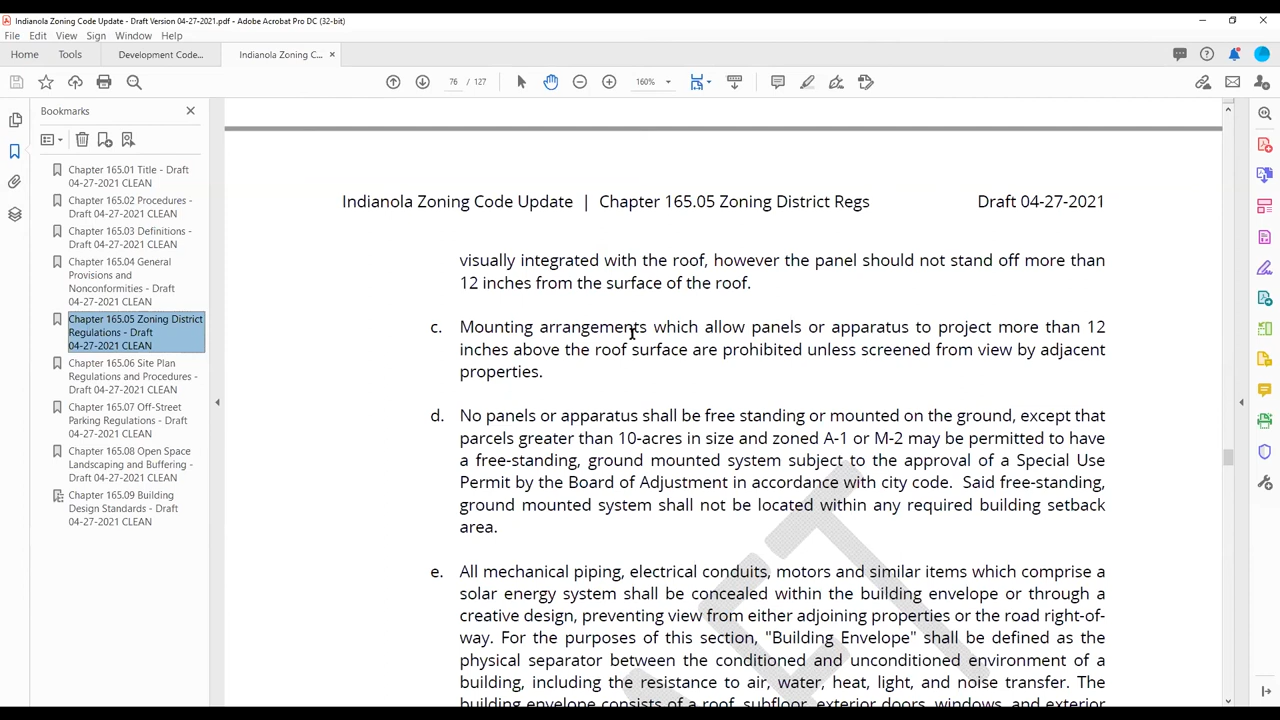 Indianola Zoning Code Update - Draft Version 04-27-2021.pdf - Adobe Acrobat Pro DC (32-bit)
File Edit View Sign Window Help
Home Tools Development Code... Indianola Zoning C... ×
76 / 127 160%
Bookmarks
Chapter 165.01 Title - Draft
04-27-2021 CLEAN
Chapter 165.02 Procedures -
Draft 04-27-2021 CLEAN
Chapter 165.03 Definitions -
Draft 04-27-2021 CLEAN
Chapter 165.04 General
Provisions and
Nonconformities - Draft
04-27-2021 CLEAN
Chapter 165.05 Zoning District
Regulations - Draft
04-27-2021 CLEAN
Chapter 165.06 Site Plan
Regulations and Procedures -
Draft 04-27-2021 CLEAN
Chapter 165.07 Off-Street
Parking Regulations - Draft
04-27-2021 CLEAN
Chapter 165.08 Open Space
Landscaping and Buffering -
Draft 04-27-2021 CLEAN
Chapter 165.09 Building
Design Standards - Draft
04-27-2021 CLEAN
Indianola Zoning Code Update | Chapter 165.05 Zoning District Regs Draft 04-27-2021
visually integrated with the roof, however the panel should not stand off more than
12 inches from the surface of the roof.
c. Mounting arrangements which allow panels or apparatus to project more than 12
inches above the roof surface are prohibited unless screened from view by adjacent
properties.
d. No panels or apparatus shall be free standing or mounted on the ground, except that
parcels greater than 10-acres in size and zoned A-1 or M-2 may be permitted to have
a free-standing, ground mounted system subject to the approval of a Special Use
Permit by the Board of Adjustment in accordance with city code. Said free-standing,
ground mounted system shall not be located within any required building setback
area.
e. All mechanical piping, electrical conduits, motors and similar items which comprise a
solar energy system shall be concealed within the building envelope or through a
creative design, preventing view from either adjoining properties or the road right-of-
way. For the purposes of this section, "Building Envelope" shall be defined as the
physical separator between the conditioned and unconditioned environment of a
building, including the resistance to air, water, heat, light, and noise transfer. The
building envelope consists of a roof, subfloor, exterior doors, windows, and exterior